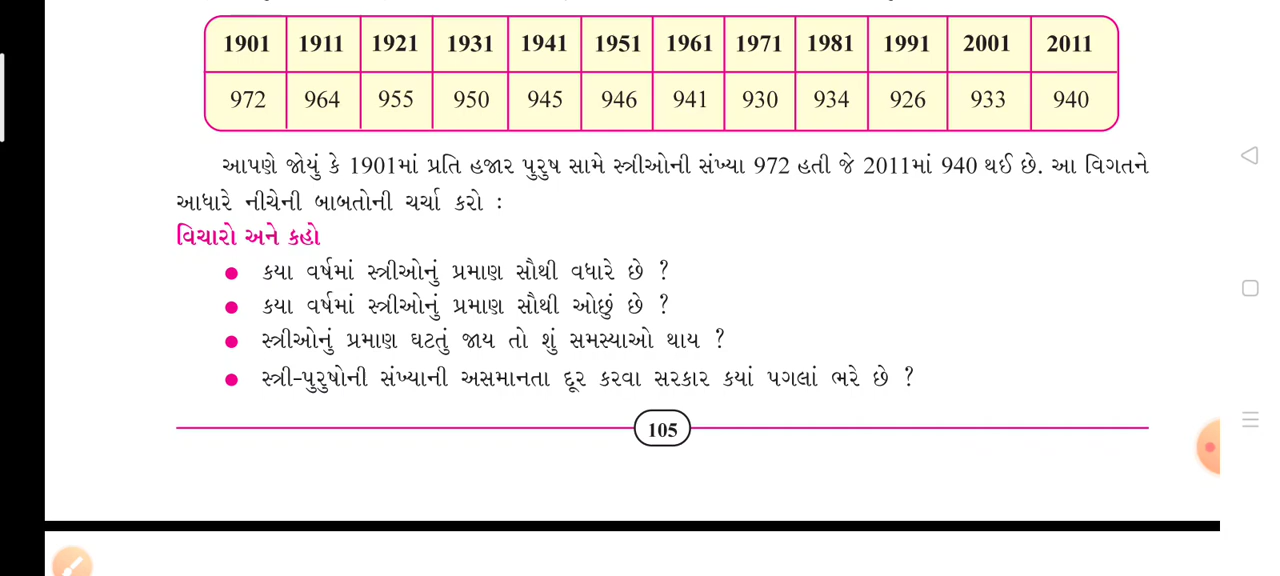 1901 1911 1921 1931 1941 1951 1961 1971 1981 1991 2001 2011
972 964 955 950 945 946 941 930 934 926 933 940
આપણે જોયું કે 1901માં પ્રતિ હજાર પુરુષ સામે સ્ત્રીઓની સંખ્યા 972 હતી જે 2011માં 940 થઈ છે. આ વિગતને
આધારે નીચેની બાબતોની ચર્ચા કરો :
વિચારો અને કહો
● કયા વર્ષમાં સ્ત્રીઓનું પ્રમાણ સૌથી વધારે છે ?
● કયા વર્ષમાં સ્ત્રીઓનું પ્રમાણ સૌથી ઓછું છે ?
● સ્ત્રીઓનું પ્રમાણ ઘટતું જાય તો શું સમસ્યાઓ થાય ?
● સ્ત્રી-પુરુષોની સંખ્યાની અસમાનતા દૂર કરવા સરકાર કયાં પગલાં ભરે છે ?
105